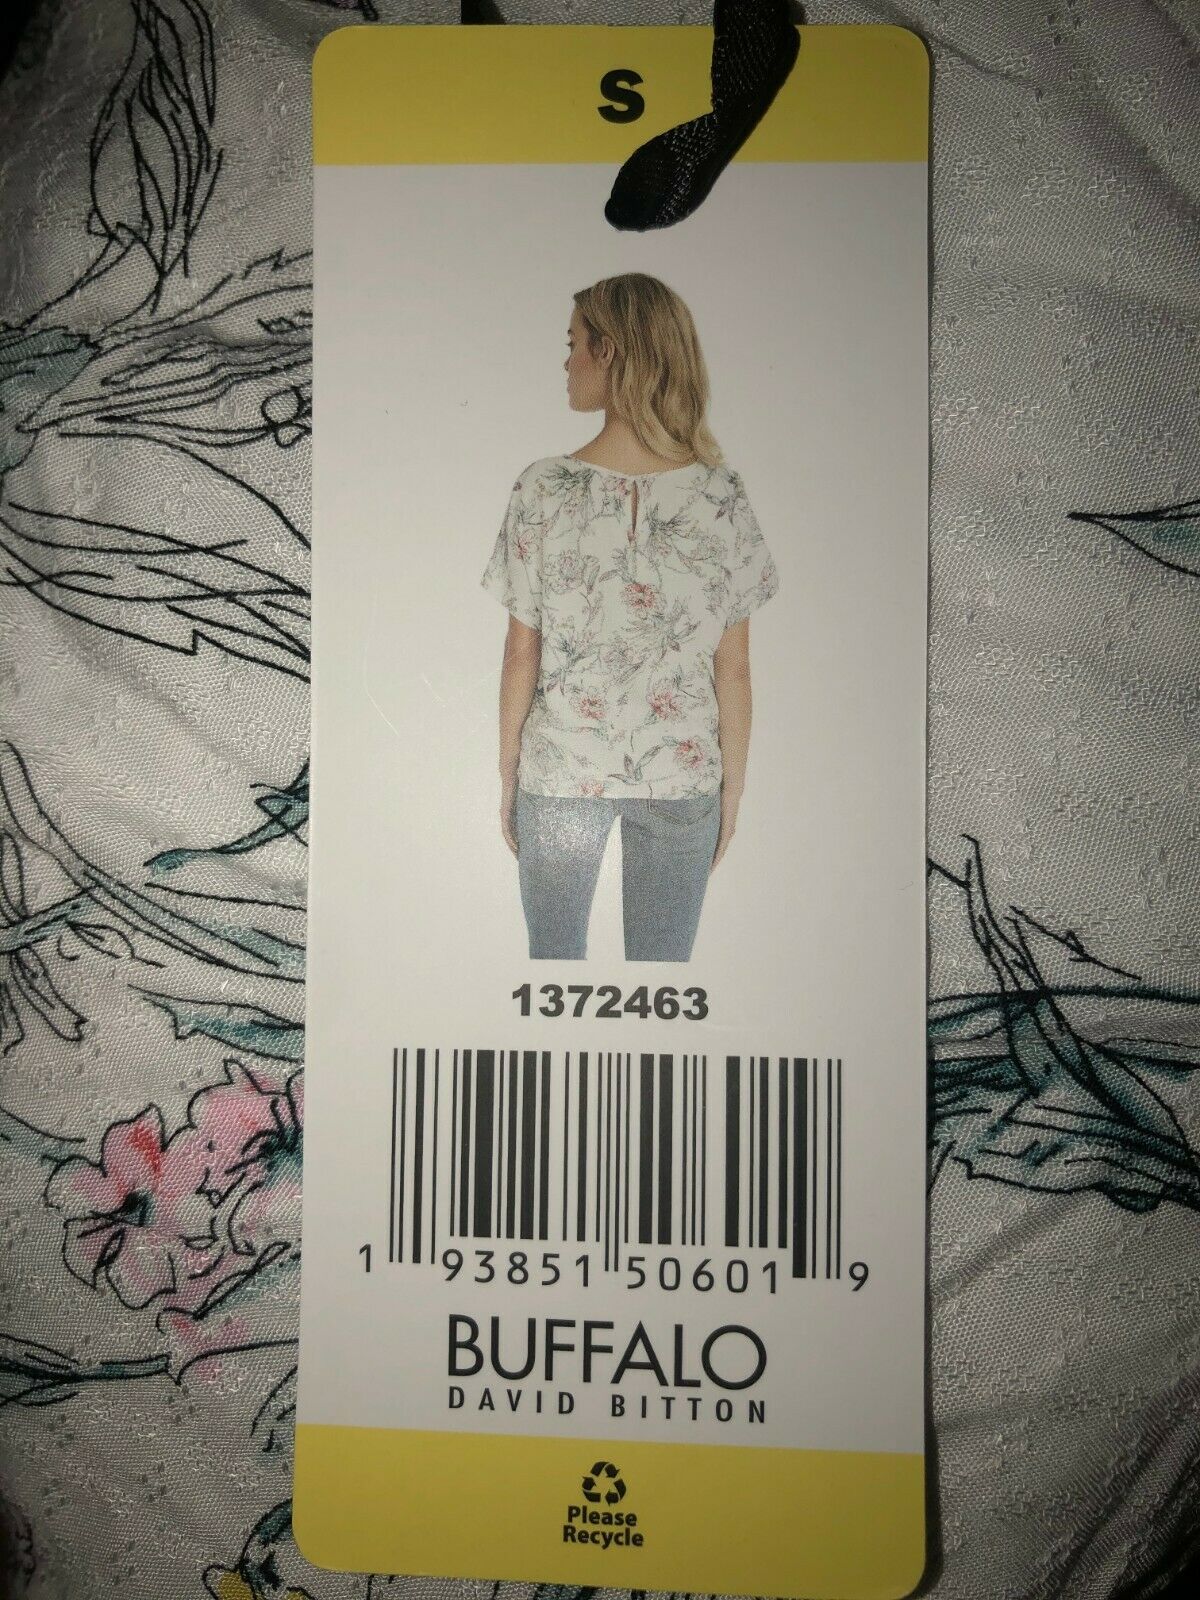 S
1372463
1 93851 50601 9
BUFFALO
DAVID BITTON
Please
Recycle